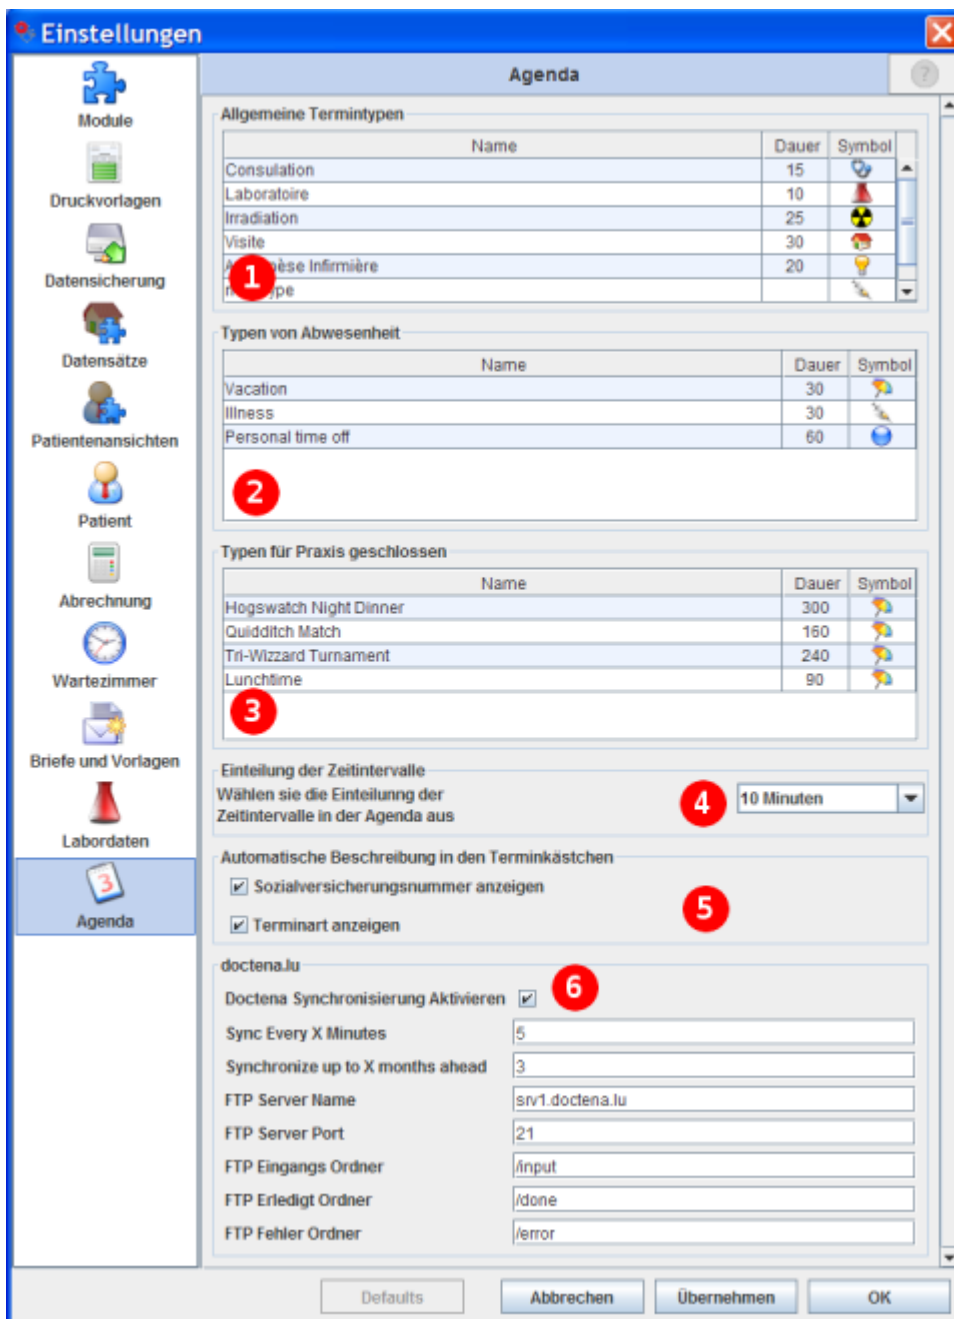 Einstellungen
Agenda
?
Module
Druckvorlagen
Datensicherung
Datensätze
Patientenansichten
Patient
Abrechnung
Wartezimmer
Briefe und Vorlagen
Labordaten
3
Agenda
Allgemeine Termintypen
Name Dauer Symbol
Consulation 15
Laboratoire 10
Irradiation 25
Visite 30
Infirmière 20
1
Typen von Abwesenheit
Name Dauer Symbol
Vacation 30
Illness 30
Personal time off 60
2
Typen für Praxis geschlossen
Name Dauer Symbol
Hogswatch Night Dinner 300
Quidditch Match 160
Tri-Wizzard Turnament 240
Lunchtime 90
3
Einteilung der Zeitintervalle
Wählen sie die Einteilunng der
Zeitintervalle in der Agenda aus
4
10 Minuten
Automatische Beschreibung in den Terminkästchen
Sozialversicherungsnummer anzeigen
Terminart anzeigen
5
doctena.lu
Doctena Synchronisierung Aktivieren
6
Sync Every X Minutes 5
Synchronize up to X months ahead 3
FTP Server Name srv1.doctena.lu
FTP Server Port 21
FTP Eingangs Ordner /input
FTP Erledigt Ordner /done
FTP Fehler Ordner /error
Defaults Abbrechen Übernehmen OK